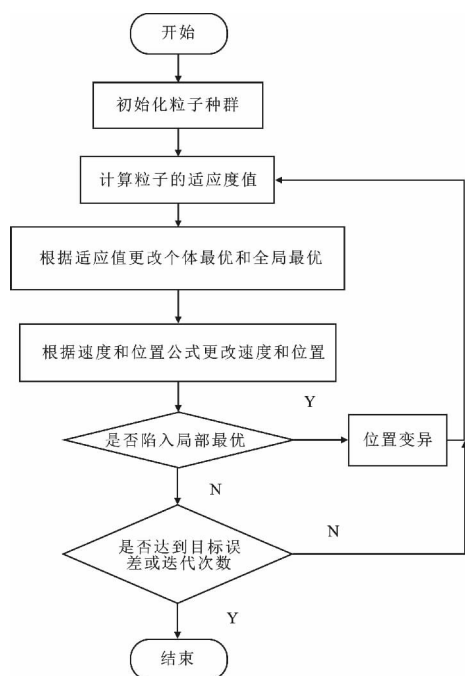 开始
初始化粒子种群
计算粒子的适应度值
根据适应值更改个体最优和全局最优
根据速度和位置公式更改速度和位置
Y
是否陷入局部最优
位置变异
N
是否达到目标误
差或迭代次数
N
Y
结束